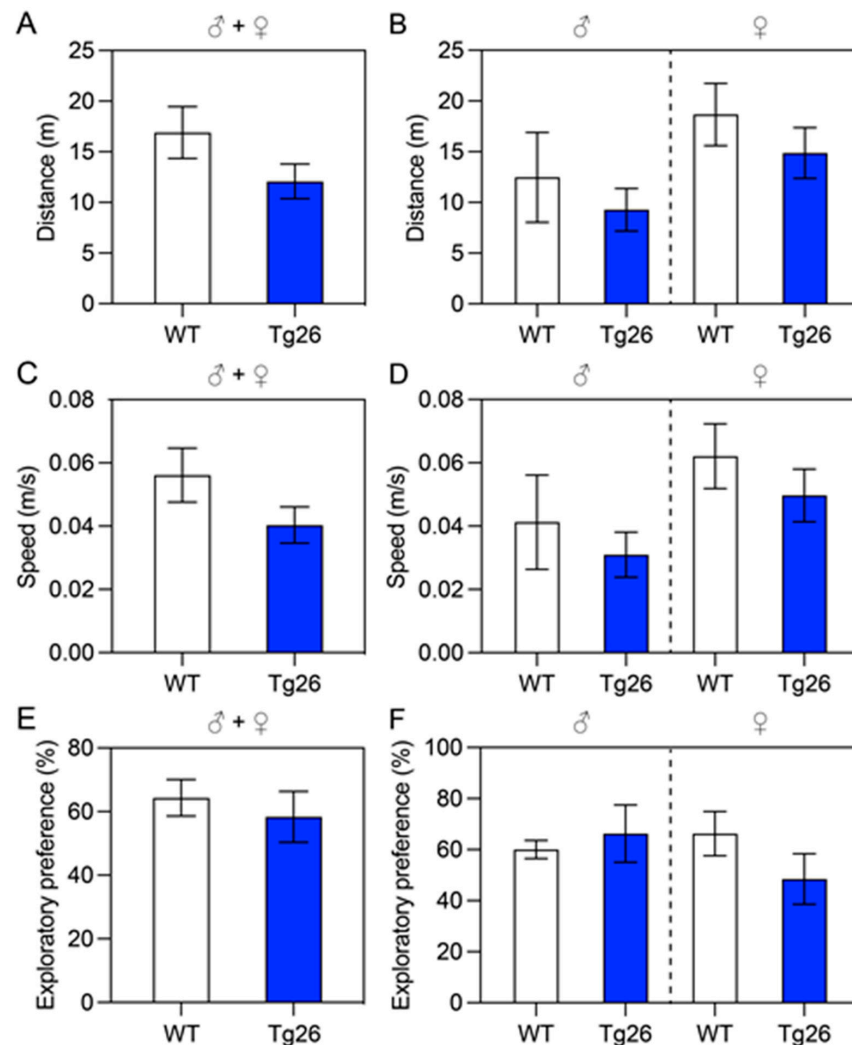 A ♂ + ♀
Distance (m)
25
20
15
10
5
0
WT Tg26
B ♂ ♀
Distance (m)
25
20
15
10
5
0
WT Tg26 WT Tg26
C ♂ + ♀
Speed (m/s)
0.08
0.06
0.04
0.02
0.00
WT Tg26
D ♂ ♀
Speed (m/s)
0.08
0.06
0.04
0.02
0.00
WT Tg26 WT Tg26
E ♂ + ♀
Exploratory preference (%)
80
60
40
20
0
WT Tg26
F ♂ ♀
Exploratory preference (%)
100
80
60
40
20
0
WT Tg26 WT Tg26